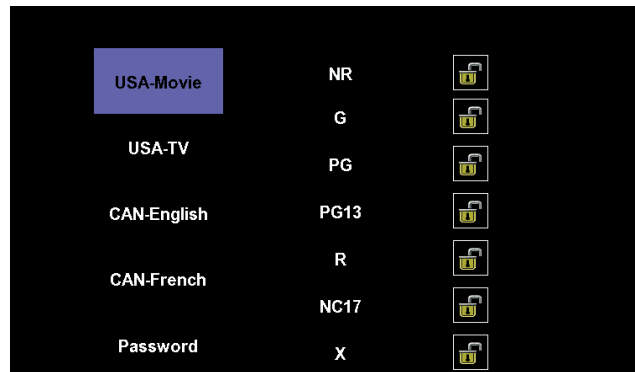 USA-Movie
USA-TV
CAN-English
CAN-French
Password
NR
G
PG
PG13
R
NC17
X